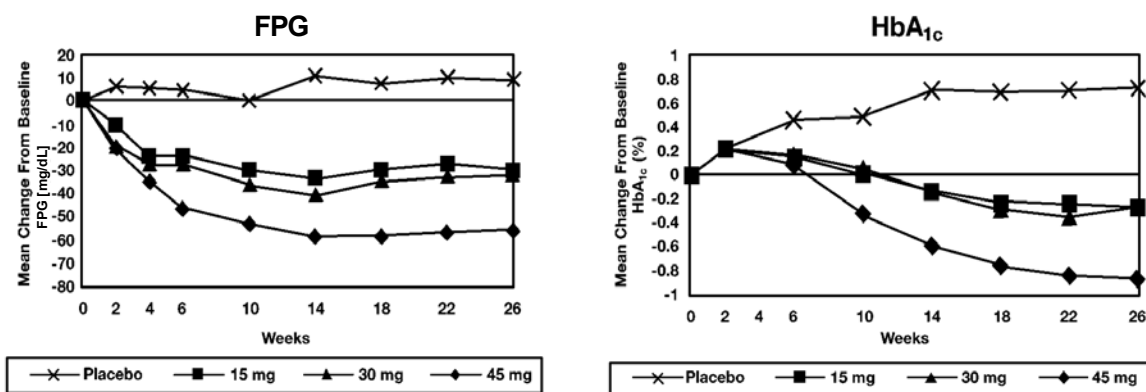 FPG
Mean Change From Baseline
FPG [mg/dL]
20
10
0
-10
-20
-30
-40
-50
-60
-70
-80
0 2 4 6 10 14 18 22 26
Weeks
Placebo 15 mg 30 mg 45 mg
HbA1c
Mean Change From Baseline
HbA1c (%)
1
0.8
0.6
0.4
0.2
0
-0.2
-0.4
-0.6
-0.8
-1
0 2 4 6 10 14 18 22 26
Weeks
Placebo 15 mg 30 mg 45 mg